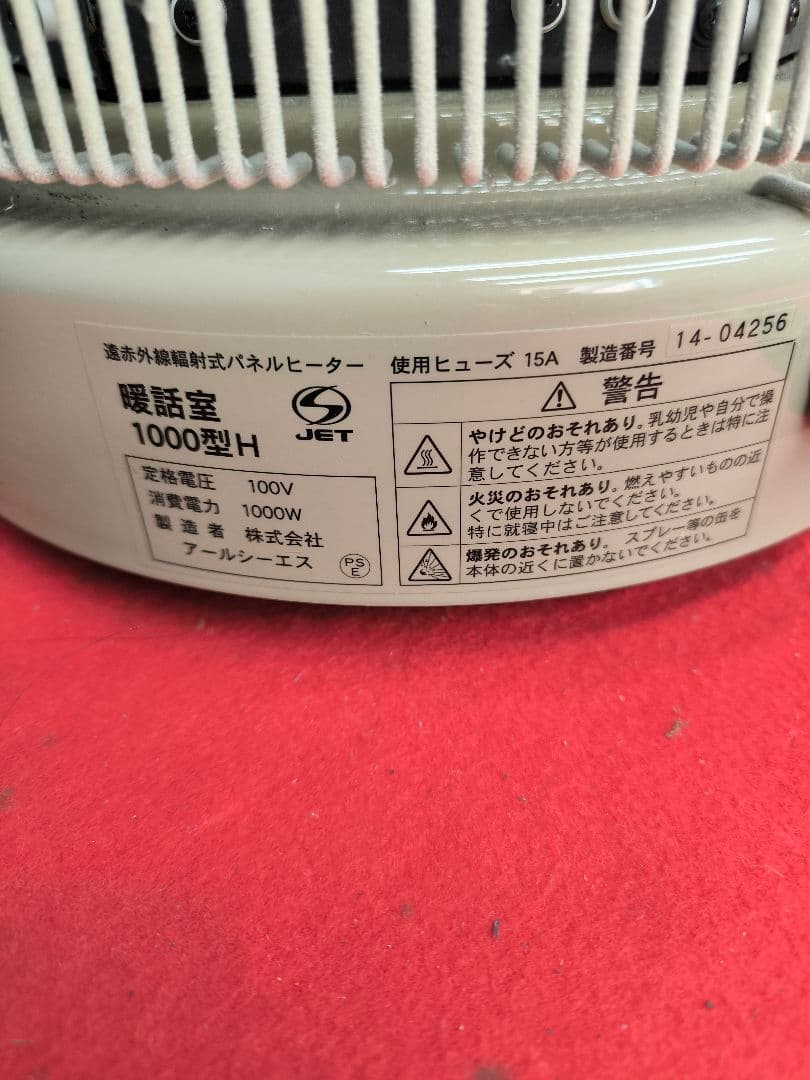 遠赤外線輻射式パネルヒーター 使用ヒューズ 15A 製造番号 14-04256
暖話室
1000型H
JET
定格電圧 100V
消費電力 1000W
製造者 株式会社
アールシーエス
PS
E
警告
やけどのおそれあり。乳幼児や自分で操
作できない方等が使用するときは特に注
意してください。
火災のおそれあり。燃えやすいものの近
くで使用しないでください。
特に就寝中はご注意してください。
爆発のおそれあり。スプレー等の缶を
本体の近くに置かないでください。